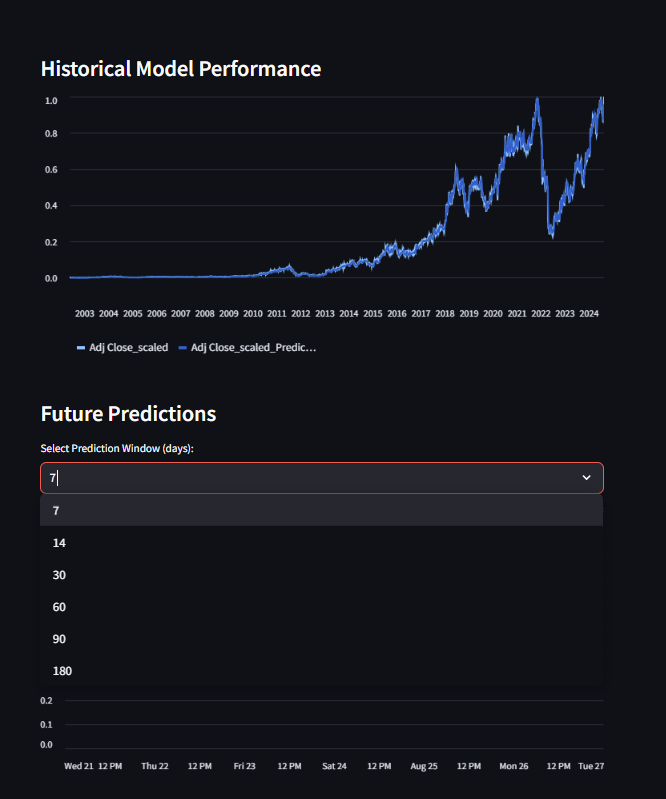 Historical Model Performance
1.0
0.8
0.6
0.4
0.2
0.0
2003 2004 2005 2006 2007 2008 2009 2010 2011 2012 2013 2014 2015 2016 2017 2018 2019 2020 2021 2022 2023 2024
Adj Close_scaled Adj Close_scaled_Predic...
Future Predictions
Select Prediction Window (days):
7
7
14
30
60
90
180
0.2
0.1
0.0
Wed 21 12 PM Thu 22 12 PM Fri 23 12 PM Sat 24 12 PM Aug 25 12 PM Mon 26 12 PM Tue 27